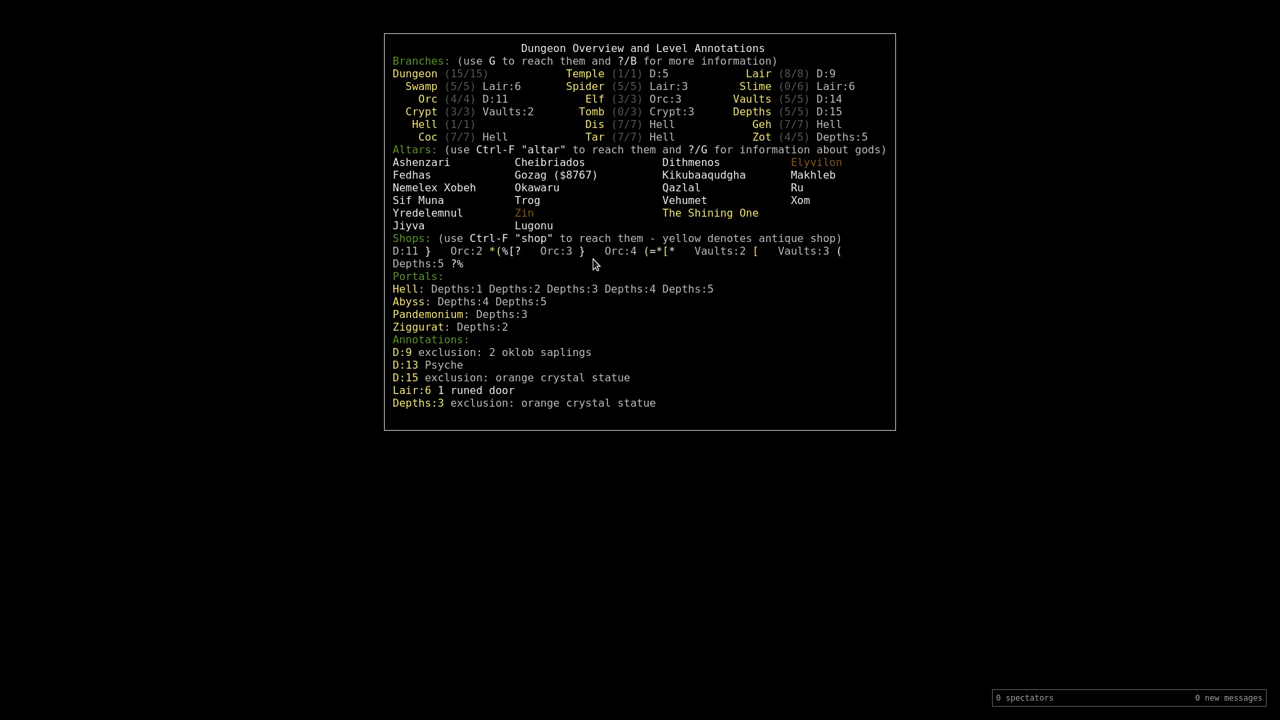 Dungeon Overview and Level Annotations
Branches: (use G to reach them and ?/B for more information)
Dungeon (15/15) Temple (1/1) D:5 Lair (8/8) D:9
Swamp (5/5) Lair:6 Spider (5/5) Lair:3 Slime (0/6) Lair:6
Orc (4/4) D:11 Elf (3/3) Orc:3 Vaults (5/5) D:14
Crypt (3/3) Vaults:2 Tomb (0/3) Crypt:3 Depths (5/5) D:15
Hell (1/1) Dis (7/7) Hell Geh (7/7) Hell
Coc (7/7) Hell Tar (7/7) Hell Zot (4/5) Depths:5
Altars: (use Ctrl-F "altar" to reach them and ?/G for information about gods)
Ashenzari Cheibriados Dithmenos Elyvilon
Fedhas Gozag ($8767) Kikubaaqudgha Makhleb
Nemelex Xobeh Okawaru Qazlal Ru
Sif Muna Trog Vehumet Xom
Yredelemnul Zin The Shining One
Jiyva Lugonu
Shops: (use Ctrl-F "shop" to reach them - yellow denotes antique shop)
D:11 } Orc:2 *(%[? Orc:3 } Orc:4 (=*[* Vaults:2 [ Vaults:3 (
Depths:5 ?%
Portals:
Hell: Depths:1 Depths:2 Depths:3 Depths:4 Depths:5
Abyss: Depths:4 Depths:5
Pandemonium: Depths:3
Ziggurat: Depths:2
Annotations:
D:9 exclusion: 2 oklob saplings
D:13 Psyche
D:15 exclusion: orange crystal statue
Lair:6 1 runed door
Depths:3 exclusion: orange crystal statue
0 spectators 0 new messages